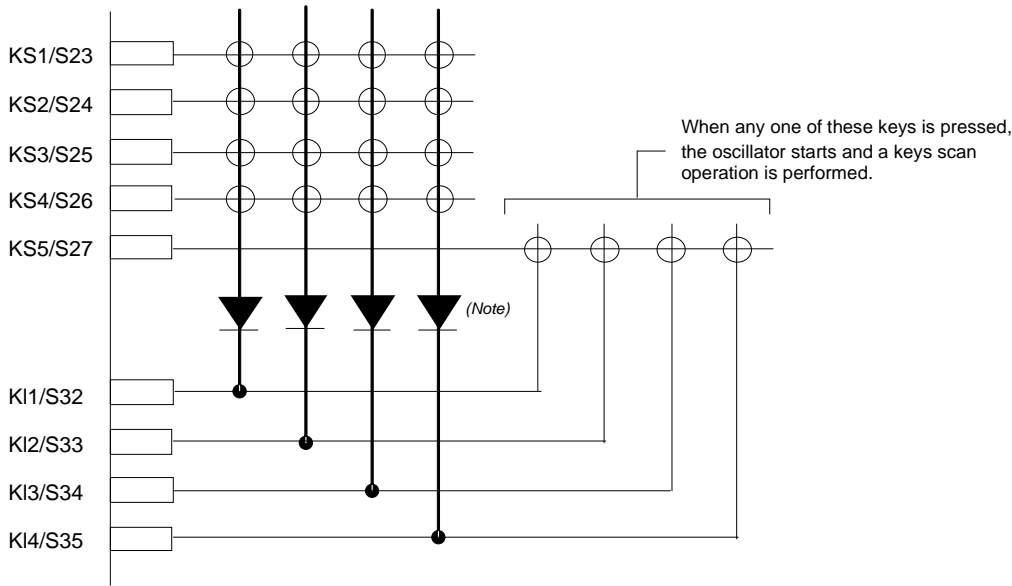 KS1/S23
KS2/S24
KS3/S25
KS4/S26
KS5/S27
When any one of these keys is pressed,
the oscillator starts and a keys scan
operation is performed.
(Note)
KI1/S32
KI2/S33
KI3/S34
KI4/S35